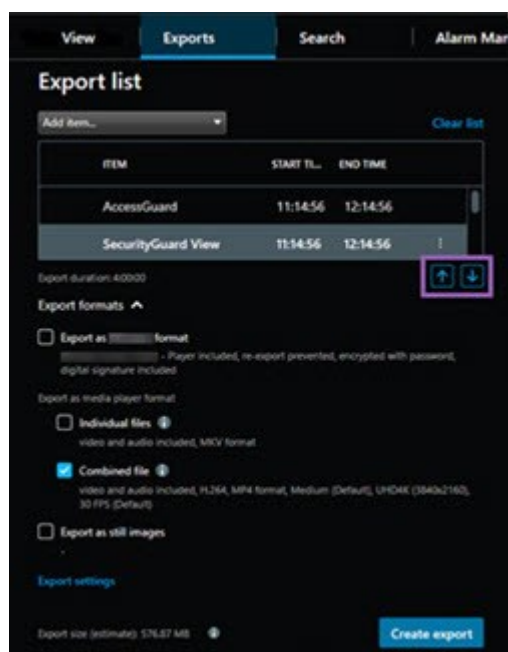 View Exports Search Alarm Mar
Export list
Add item... Clear list
ITEM START TI... END TIME
AccessGuard 11:14:56 12:14:56
SecurityGuard View 11:14:56 12:14:56
Export duration: 4:00:00
Export formats
Export as format
- Player included, re-export prevented, encrypted with password,
digital signature included
Export as media player format
Individual files
video and audio included, MKV format
Combined file
video and audio included, H.264, MP4 format, Medium (Default), UHD4K (3840x2160),
30 FPS (Default)
Export as still images
-
Export settings
Export size (estimate): 576.87 MB Create export